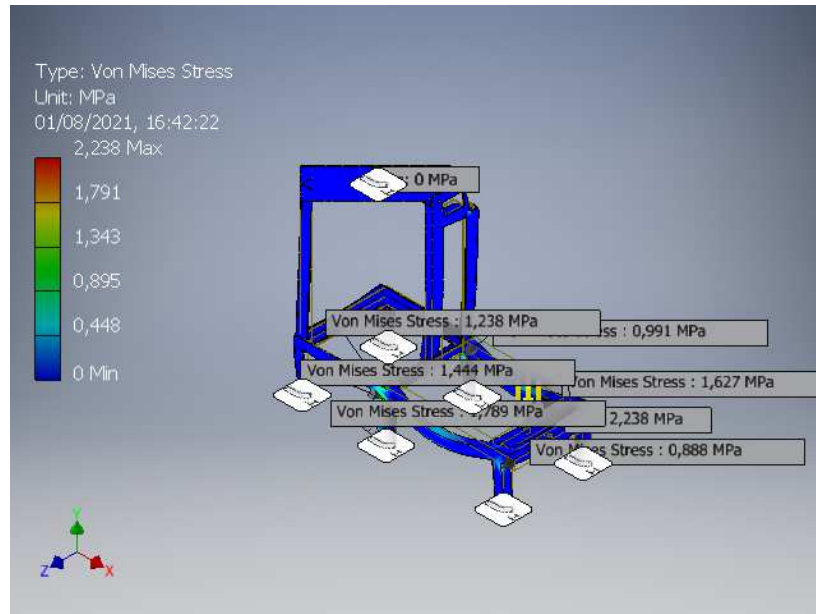 Type: Von Mises Stress
Unit: MPa
01/08/2021, 16:42:22
2,238 Max
1,791
1,343
0,895
0,448
0 Min
: 0 MPa
Von Mises Stress : 1,238 MPa
ss : 0,991 MPa
Von Mises Stress : 1,444 MPa
on Mises Stress : 1,627 MPa
Von Mises Stress : 1,789 MPa
2,238 MPa
Von Mises Stress : 0,888 MPa
Y
Z
X